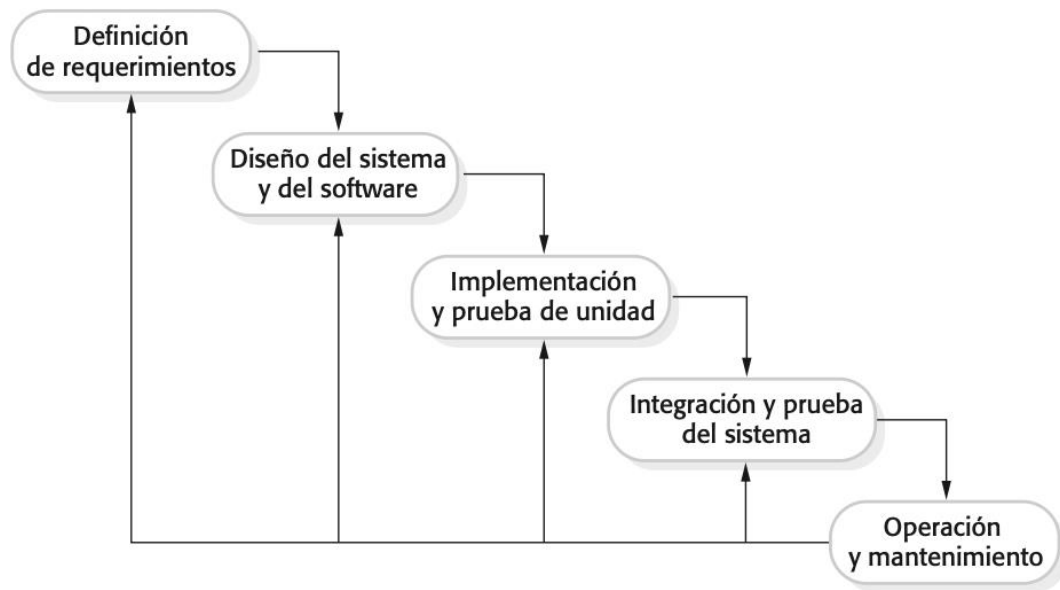 Definición
de requerimientos
Diseño del sistema
y del software
Implementación
y prueba de unidad
Integración y prueba
del sistema
Operación
y mantenimiento